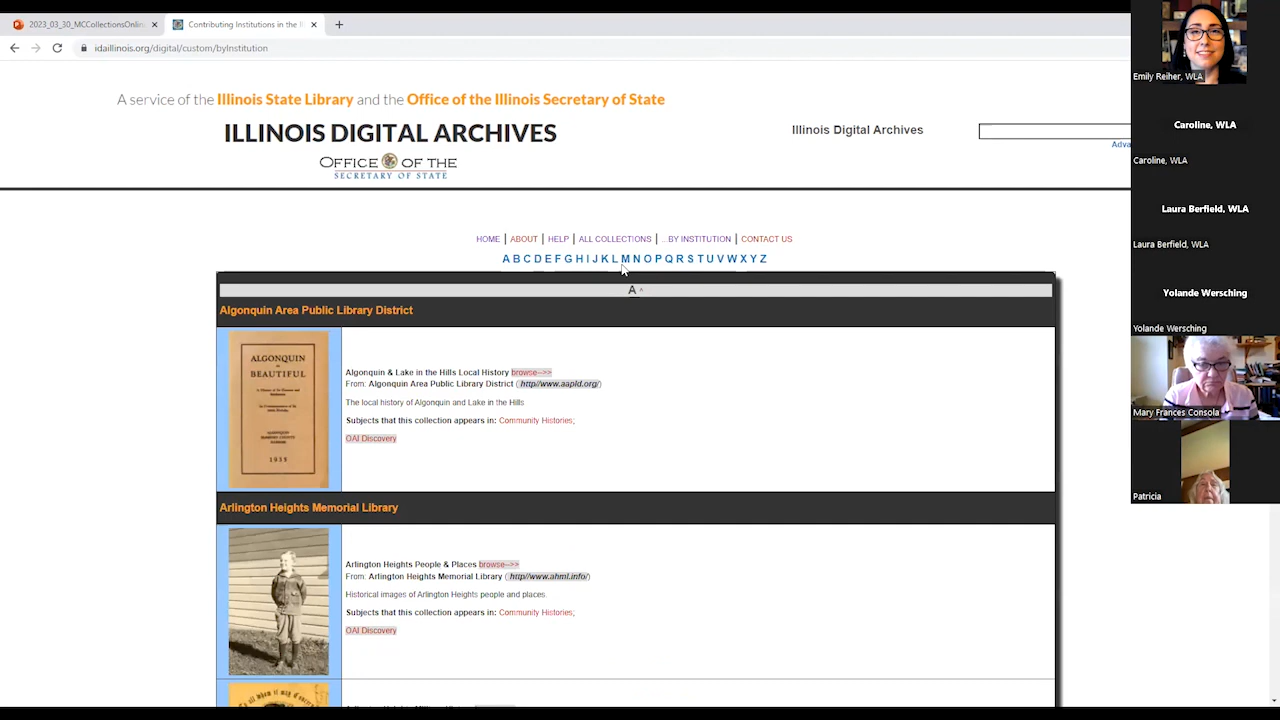 2023_03_30_MCCollectionsOnlin
Contributing Institutions in the I
idaillinois.org/digital/custom/byInstitution
A service of the Illinois State Library and the Office of the Illinois Secretary of State
ILLINOIS DIGITAL ARCHIVES
OFFICE OF THE
SECRETARY OF STATE
Illinois Digital Archives
Adva
HOME | ABOUT | HELP | ALL COLLECTIONS | ...BY INSTITUTION | CONTACT US
A B C D E F G H I J K L M N O P Q R S T U V W X Y Z
A ^
Algonquin Area Public Library District
ALGONQUIN
BEAUTIFUL
ALGONQUIN
1938
Algonquin & Lake in the Hills Local History browse-->>
From: Algonquin Area Public Library District ( http//www.aapld.org/)
The local history of Algonquin and Lake in the Hills.
Subjects that this collection appears in: Community Histories;
OAI Discovery
Arlington Heights Memorial Library
Arlington Heights People & Places browse-->>
From: Arlington Heights Memorial Library ( http//www.ahml.info/)
Historical images of Arlington Heights people and places.
Subjects that this collection appears in: Community Histories;
OAI Discovery
Emily Reiher, WLA
Caroline, WLA
Caroline, WLA
Laura Berfield, WLA
Laura Berfield, WLA
Yolande Wersching
Yolande Wersching
Mary Frances Consola
Patricia